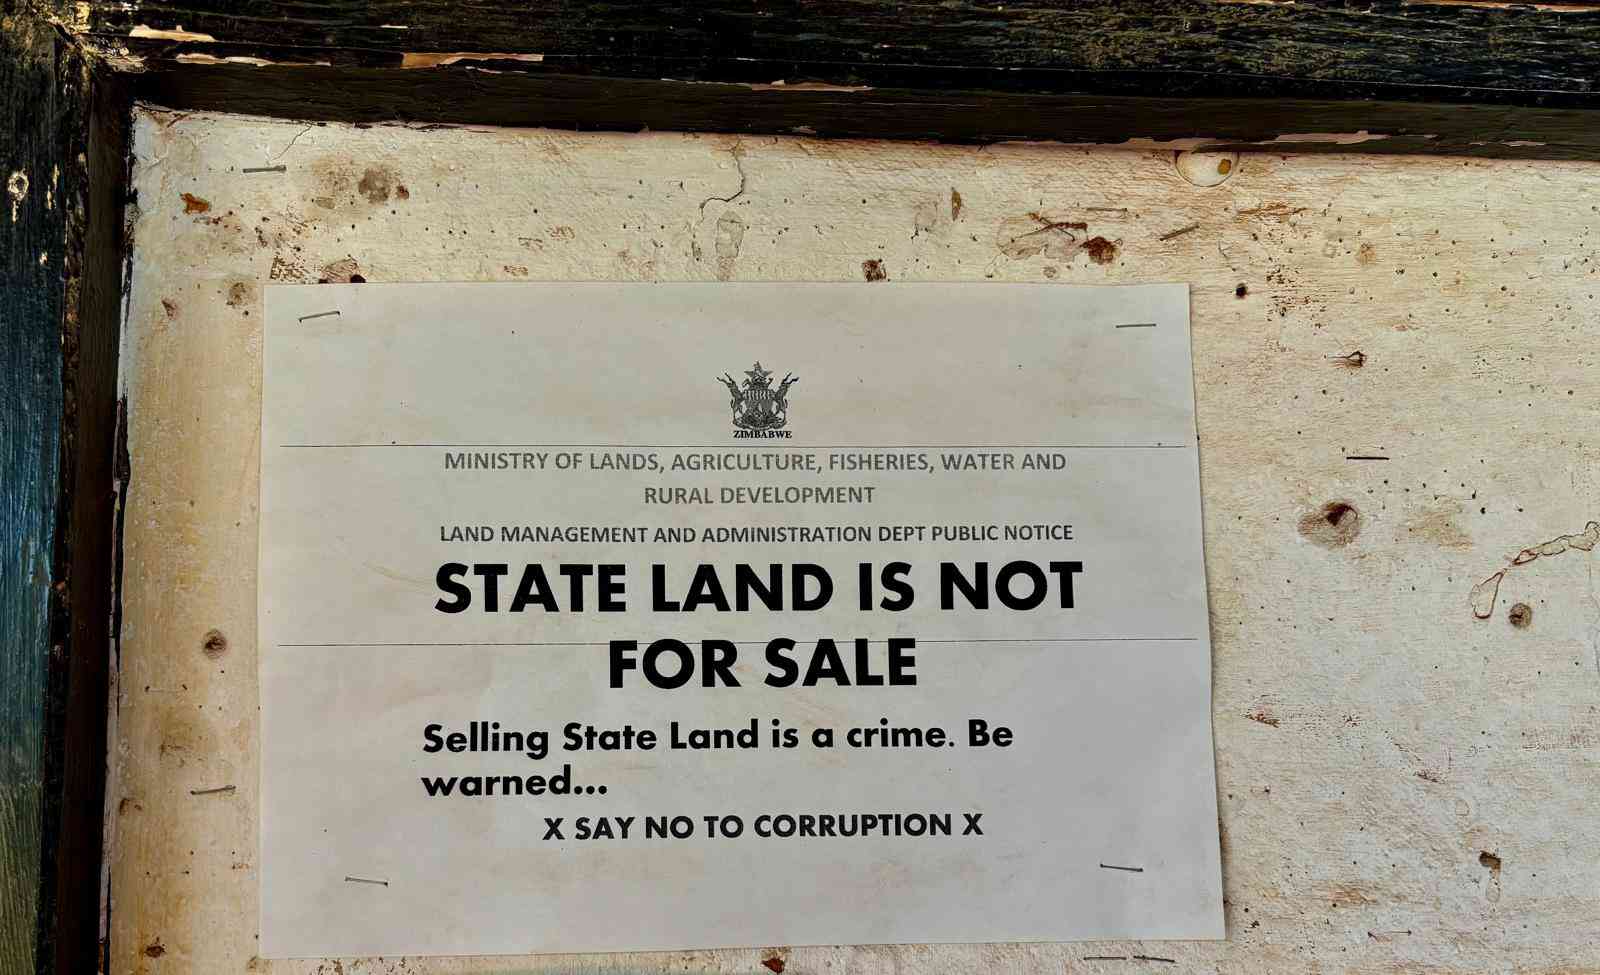 ZIMBABWE
MINISTRY OF LANDS, AGRICULTURE, FISHERIES, WATER AND
RURAL DEVELOPMENT
LAND MANAGEMENT AND ADMINISTRATION DEPT PUBLIC NOTICE
STATE LAND IS NOT
FOR SALE
Selling State Land is a crime. Be
warned...
X SAY NO TO CORRUPTION X